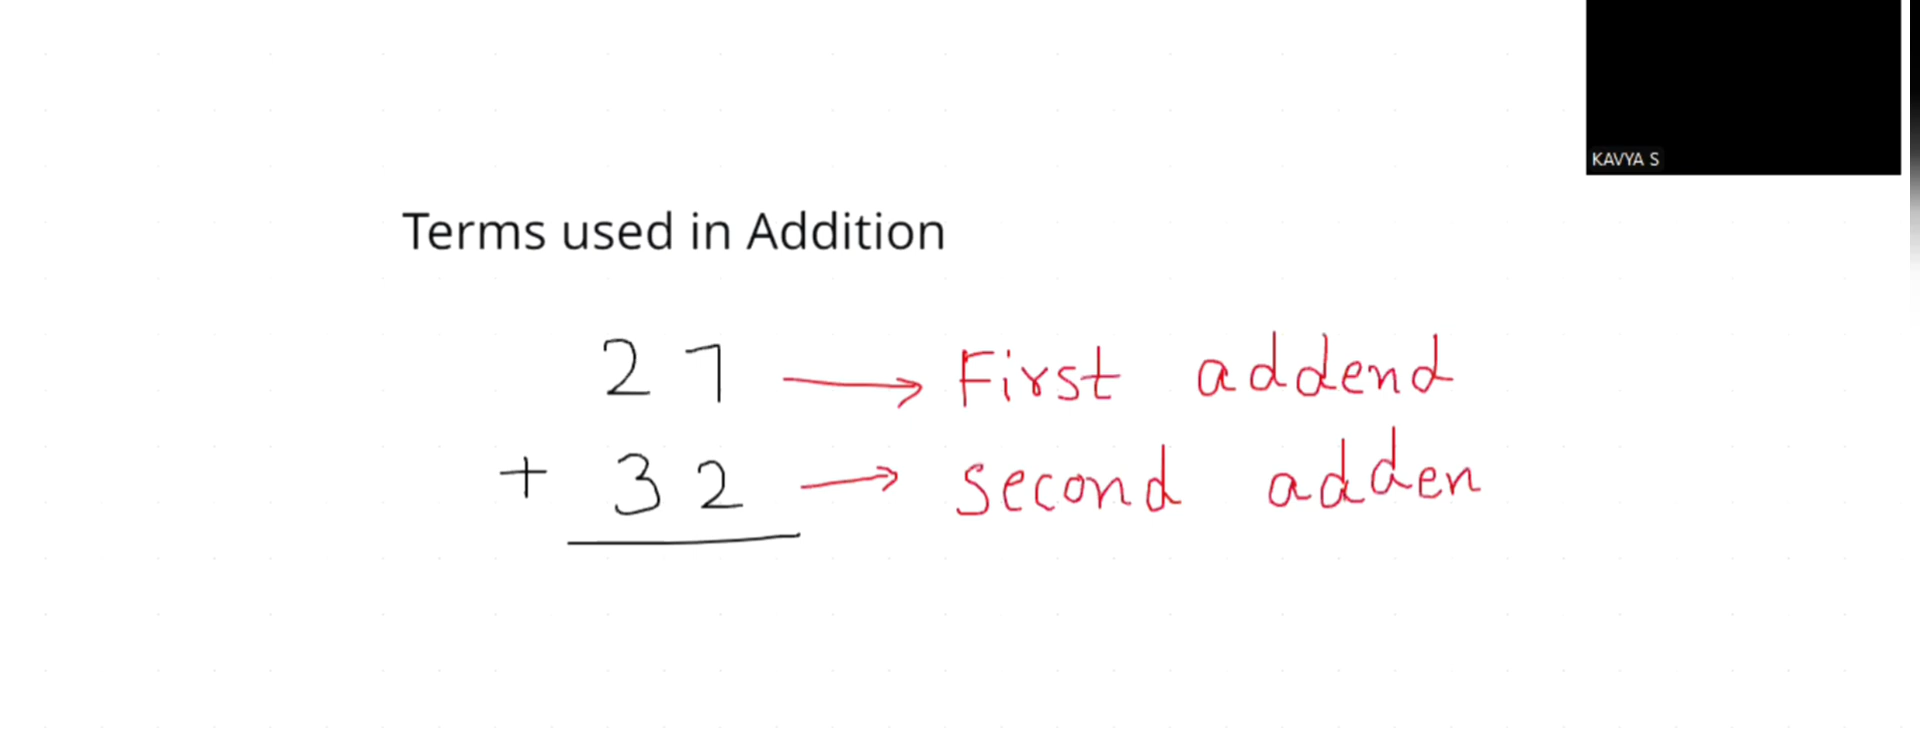 KAVYA S
Terms used in Addition
27 → First addend
+ 32 → Second adden